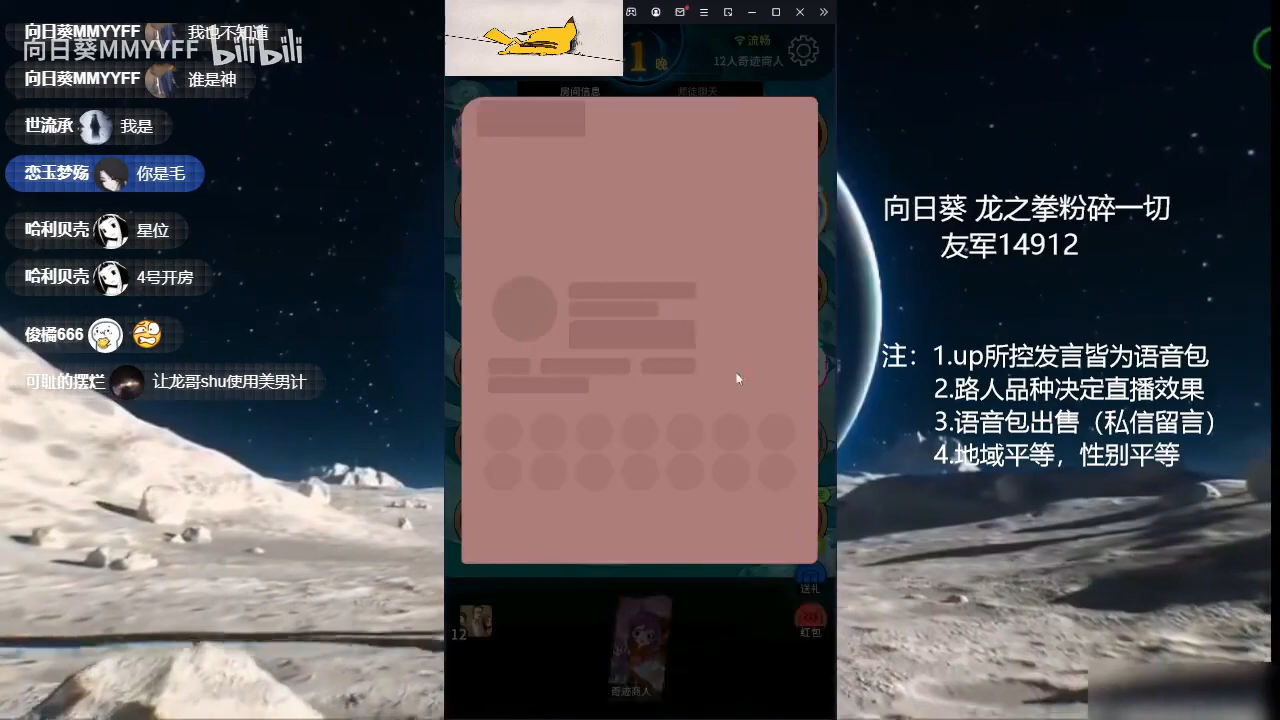 向日葵MMYYFF 我也不知道
向日葵MMYYFF bilibili
向日葵MMYYFF 谁是神
世流承 我是
恋玉梦殇 你是毛
哈利贝壳 星位
哈利贝壳 4号开房
俊橘666
可耻的摆烂 让龙哥shu使用美男计
1晚
流畅
12人奇迹商人
房间信息 师徒聊天
送礼
红包
12
奇迹商人
向日葵 龙之拳粉碎一切
友军14912
注：1.up所控发言皆为语音包
2.路人品种决定直播效果
3.语音包出售（私信留言）
4.地域平等，性别平等